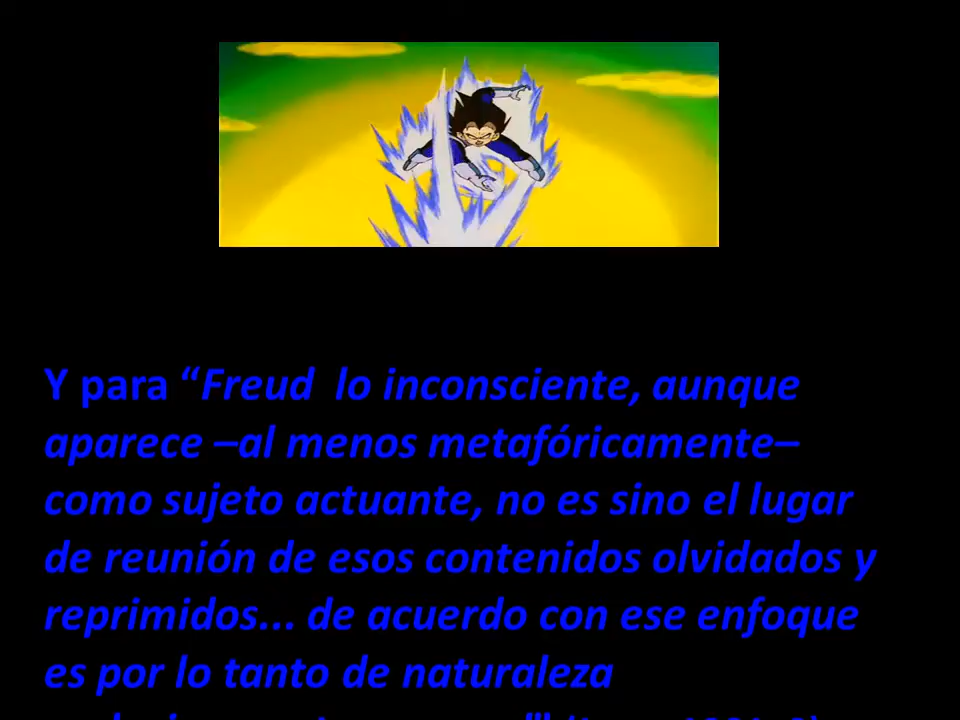 Y para “Freud lo inconsciente, aunque
aparece –al menos metafóricamente–
como sujeto actuante, no es sino el lugar
de reunión de esos contenidos olvidados y
reprimidos... de acuerdo con ese enfoque
es por lo tanto de naturaleza